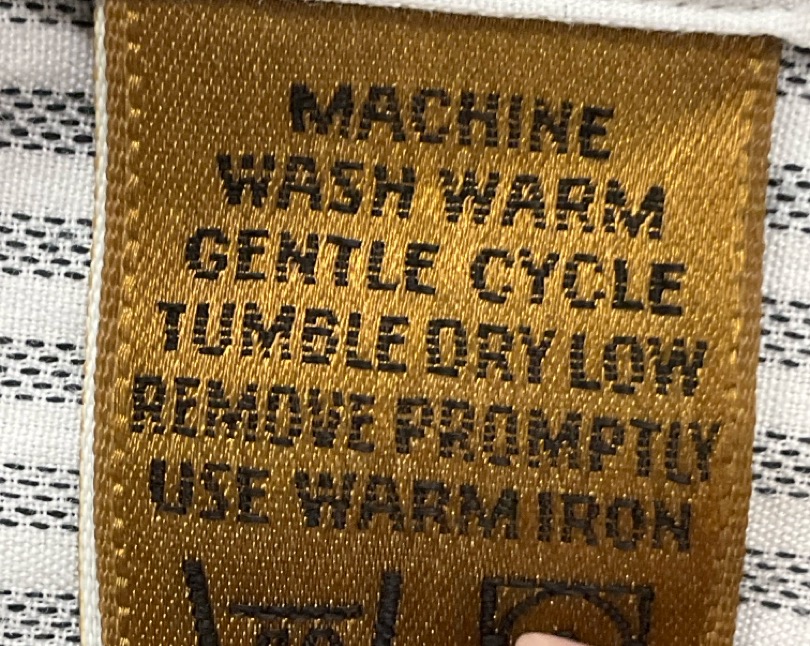 MACHINE
WASH WARM
GENTLE CYCLE
TUMBLE DRY LOW
REMOVE PROMPTLY
USE WARM IRON